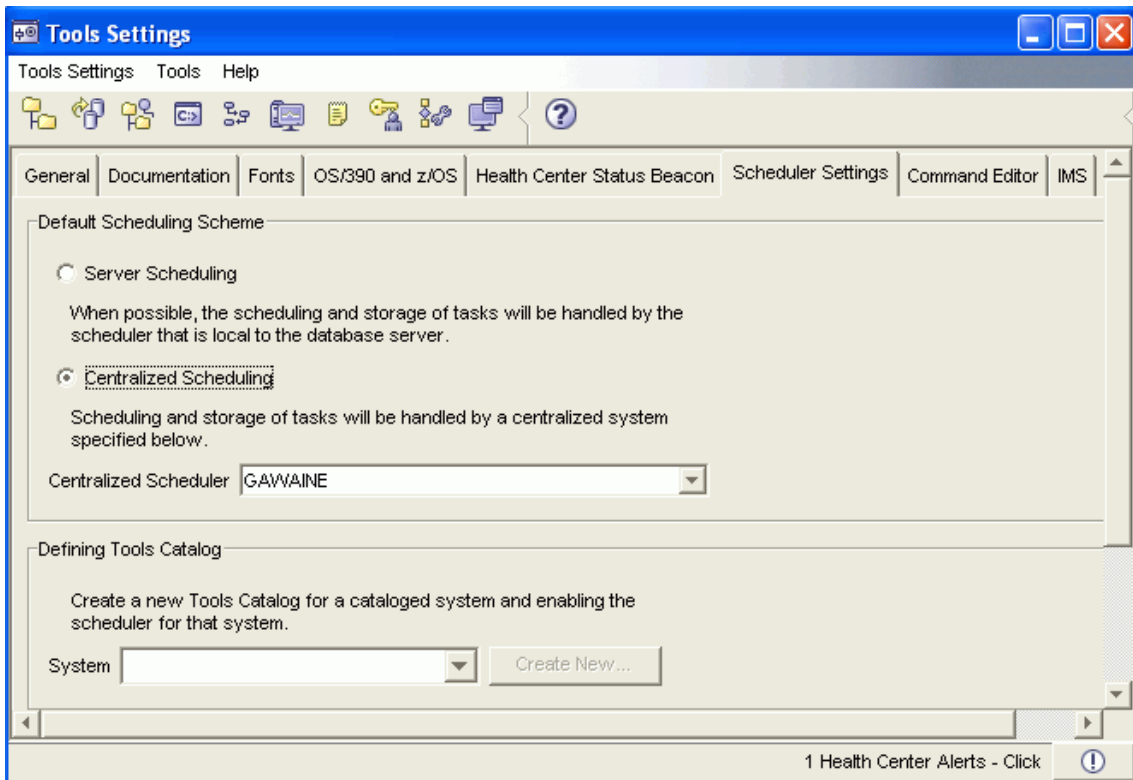 Tools Settings
Tools Settings Tools Help
C:>
General Documentation Fonts OS/390 and z/OS Health Center Status Beacon Scheduler Settings Command Editor IMS
Default Scheduling Scheme
Server Scheduling
When possible, the scheduling and storage of tasks will be handled by the
scheduler that is local to the database server.
Centralized Scheduling
Scheduling and storage of tasks will be handled by a centralized system
specified below.
Centralized Scheduler GAWAINE
Defining Tools Catalog
Create a new Tools Catalog for a cataloged system and enabling the
scheduler for that system.
System Create New...
1 Health Center Alerts - Click